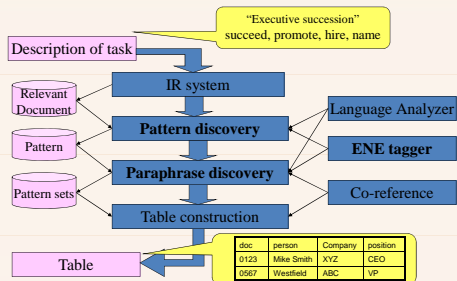 “Executive succession”
succeed, promote, hire, name
Description of task
IR system
Relevant
Document
Language Analyzer
Pattern discovery
Pattern
ENE tagger
Paraphrase discovery
Pattern sets
Co-reference
Table construction
Table
doc person Company position
0123 Mike Smith XYZ CEO
0567 Westfield ABC VP